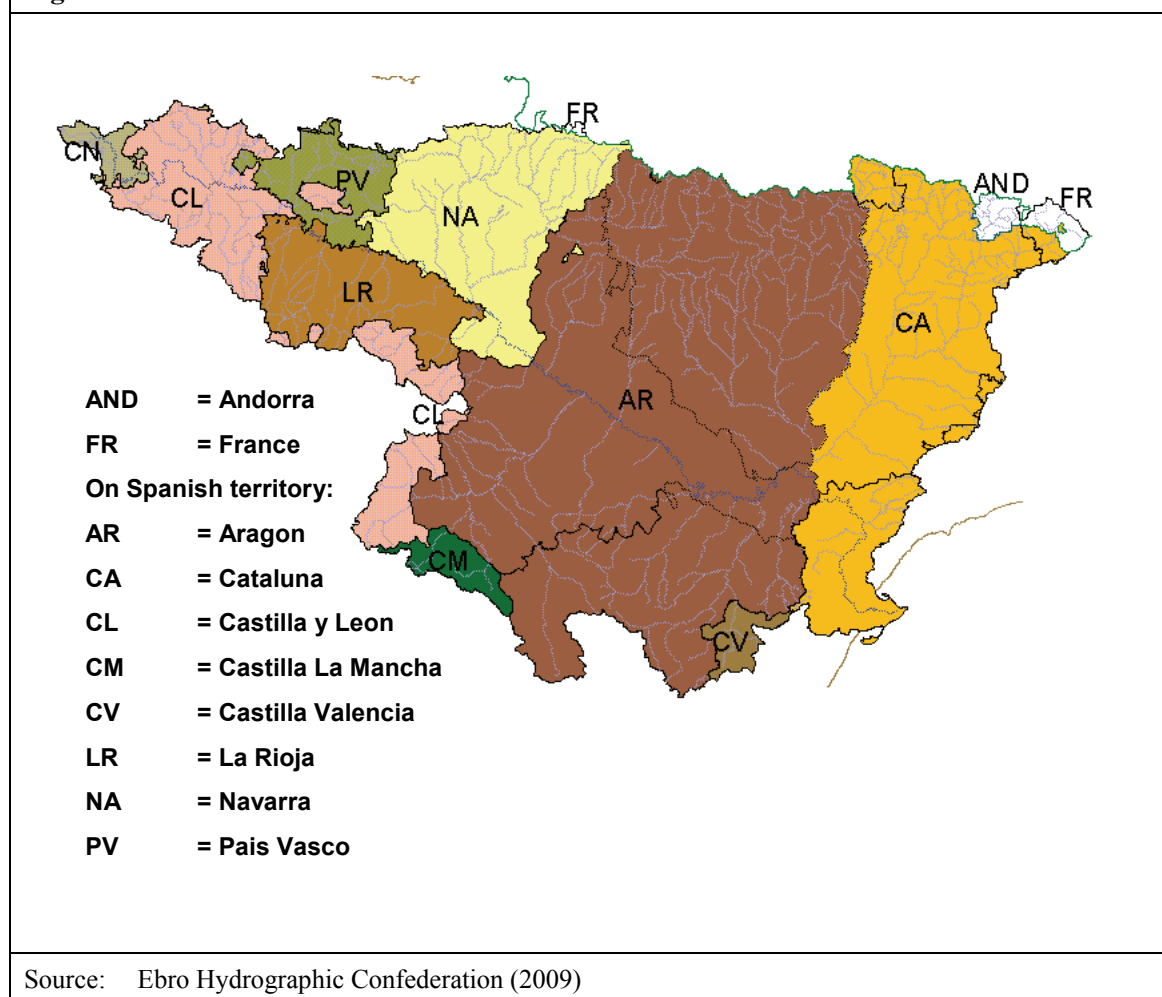 FR
CN
CL
PV
NA
AND
FR
LR
CA
AR
CL
CM
CV
AND = Andorra
FR = France
On Spanish territory:
AR = Aragon
CA = Cataluna
CL = Castilla y Leon
CM = Castilla La Mancha
CV = Castilla Valencia
LR = La Rioja
NA = Navarra
PV = Pais Vasco
Source: Ebro Hydrographic Confederation (2009)